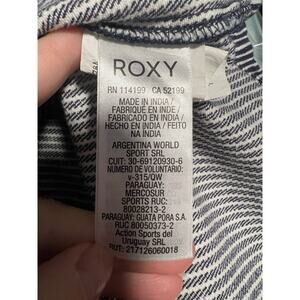 ROXY
RN 114199 CA 52199
MADE IN INDIA /
FABRIQUE EN INDE /
FABRICADO EN INDIA /
HECHO EN INDIA / FEITO
NA INDIA
ARGENTINA WORLD
SPORT SRL
CUIT: 30-69120930-6
NUMERO DE VOLUNTARIO:
v-315/QW
PARAGUAY:
MERCOSUR
SPORTS RUC:
80028213-2
PARAGUAY: GUATA PORA S.A.
RUC 80050373-2
Action Sports del
Uruguay SRL
RUT: 217126060018